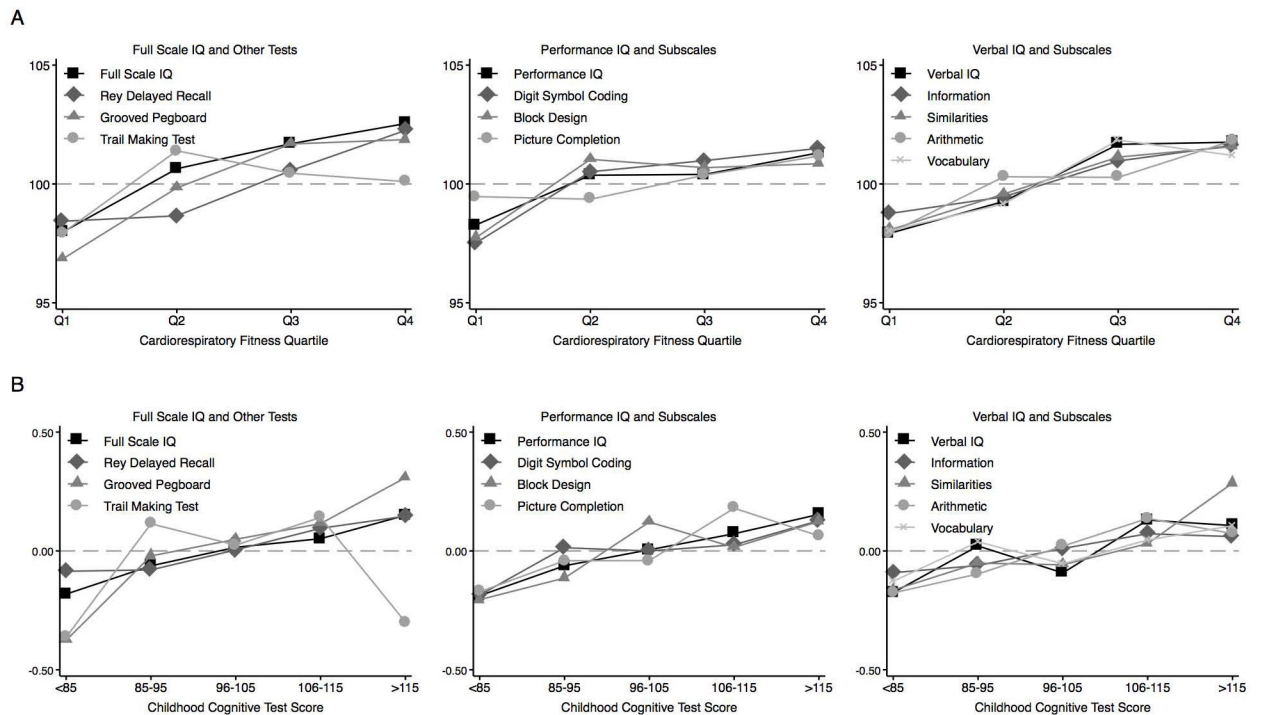 A
Full Scale IQ and Other Tests
105
Full Scale IQ
Rey Delayed Recall
Grooved Pegboard
Trail Making Test
100
95
Q1 Q2 Q3 Q4
Cardiorespiratory Fitness Quartile
Performance IQ and Subscales
105
Performance IQ
Digit Symbol Coding
Block Design
Picture Completion
100
95
Q1 Q2 Q3 Q4
Cardiorespiratory Fitness Quartile
Verbal IQ and Subscales
105
Verbal IQ
Information
Similarities
Arithmetic
Vocabulary
100
95
Q1 Q2 Q3 Q4
Cardiorespiratory Fitness Quartile
B
Full Scale IQ and Other Tests
0.50
Full Scale IQ
Rey Delayed Recall
Grooved Pegboard
Trail Making Test
0.00
-0.50
<85 85-95 96-105 106-115 >115
Childhood Cognitive Test Score
Performance IQ and Subscales
0.50
Performance IQ
Digit Symbol Coding
Block Design
Picture Completion
0.00
-0.50
<85 85-95 96-105 106-115 >115
Childhood Cognitive Test Score
Verbal IQ and Subscales
0.50
Verbal IQ
Information
Similarities
Arithmetic
Vocabulary
0.00
-0.50
<85 85-95 96-105 106-115 >115
Childhood Cognitive Test Score